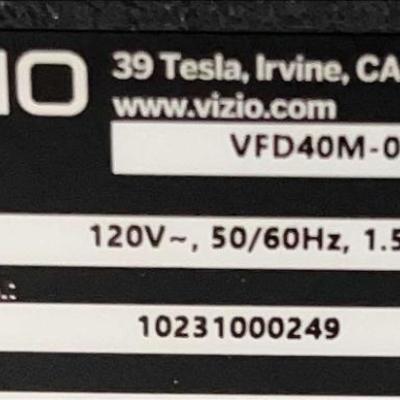 IO
39 Tesla, Irvine, CA
www.vizio.com
VFD40M-0
120V~, 50/60Hz, 1.5
10231000249